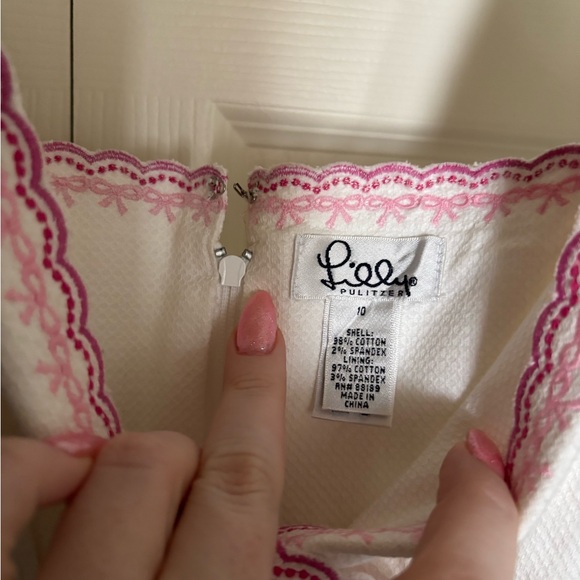 Lilly®
PULITZER
10
SHELL:
98% COTTON
2% SPANDEX
LINING:
97% COTTON
3% SPANDEX
RN# 88189
MADE IN
CHINA